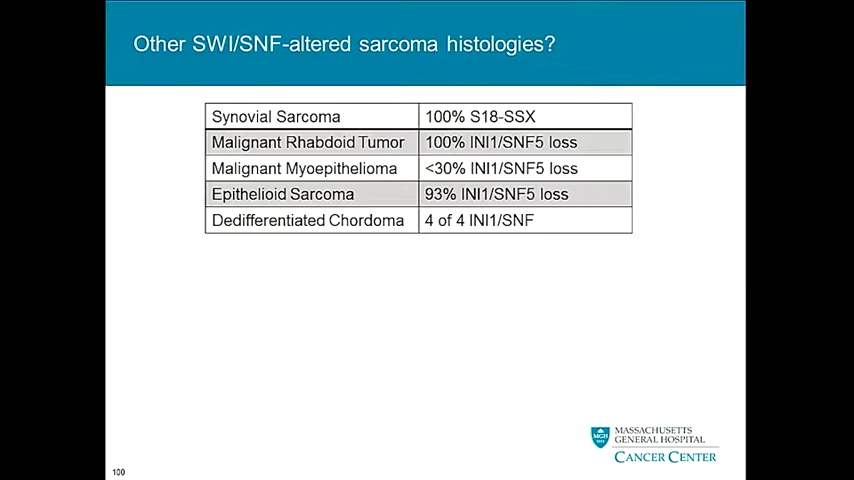 Other SWI/SNF-altered sarcoma histologies?
Synovial Sarcoma 100% S18-SSX
Malignant Rhabdoid Tumor 100% INI1/SNF5 loss
Malignant Myoepithelioma <30% INI1/SNF5 loss
Epithelioid Sarcoma 93% INI1/SNF5 loss
Dedifferentiated Chordoma 4 of 4 INI1/SNF
MGH
MASSACHUSETTS
GENERAL HOSPITAL
CANCER CENTER
100